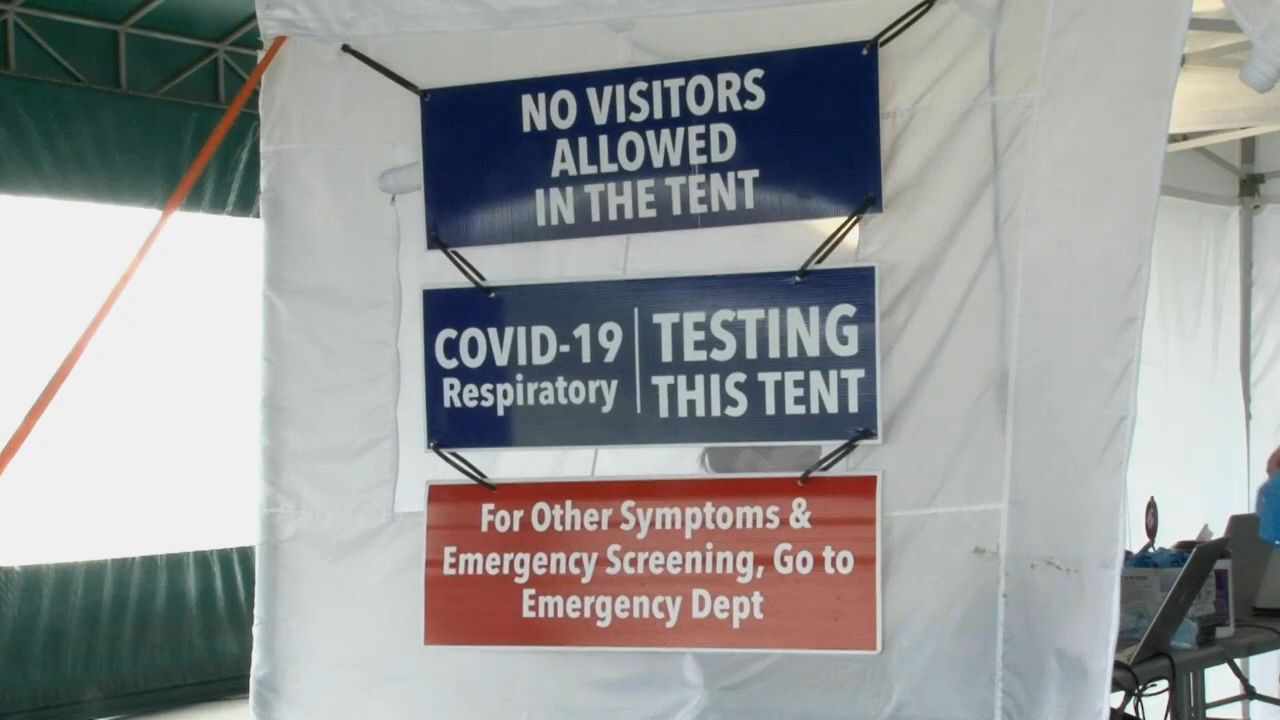 NO VISITORS
ALLOWED
IN THE TENT
COVID-19
Respiratory
TESTING
THIS TENT
For Other Symptoms &
Emergency Screening, Go to
Emergency Dept